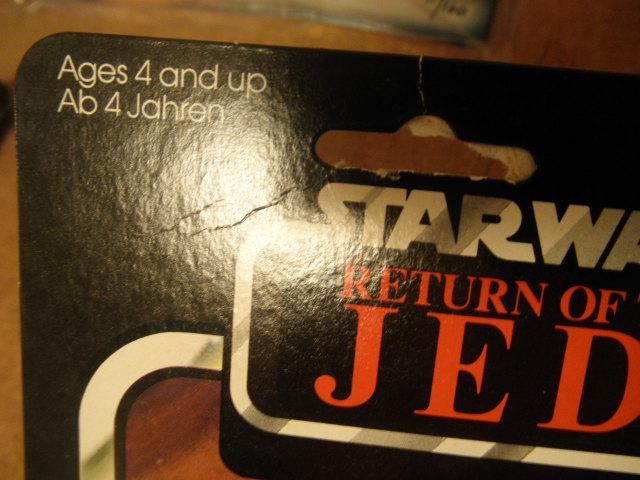 Ages 4 and up
Ab 4 Jahren
STAR WA
RETURN OF
JED